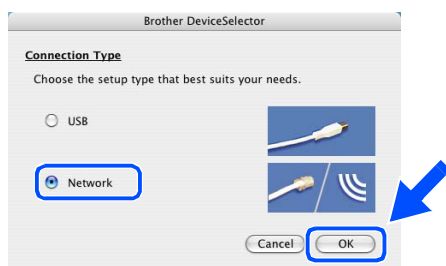 Brother DeviceSelector
Connection Type
Choose the setup type that best suits your needs.
USB
Network
Cancel OK